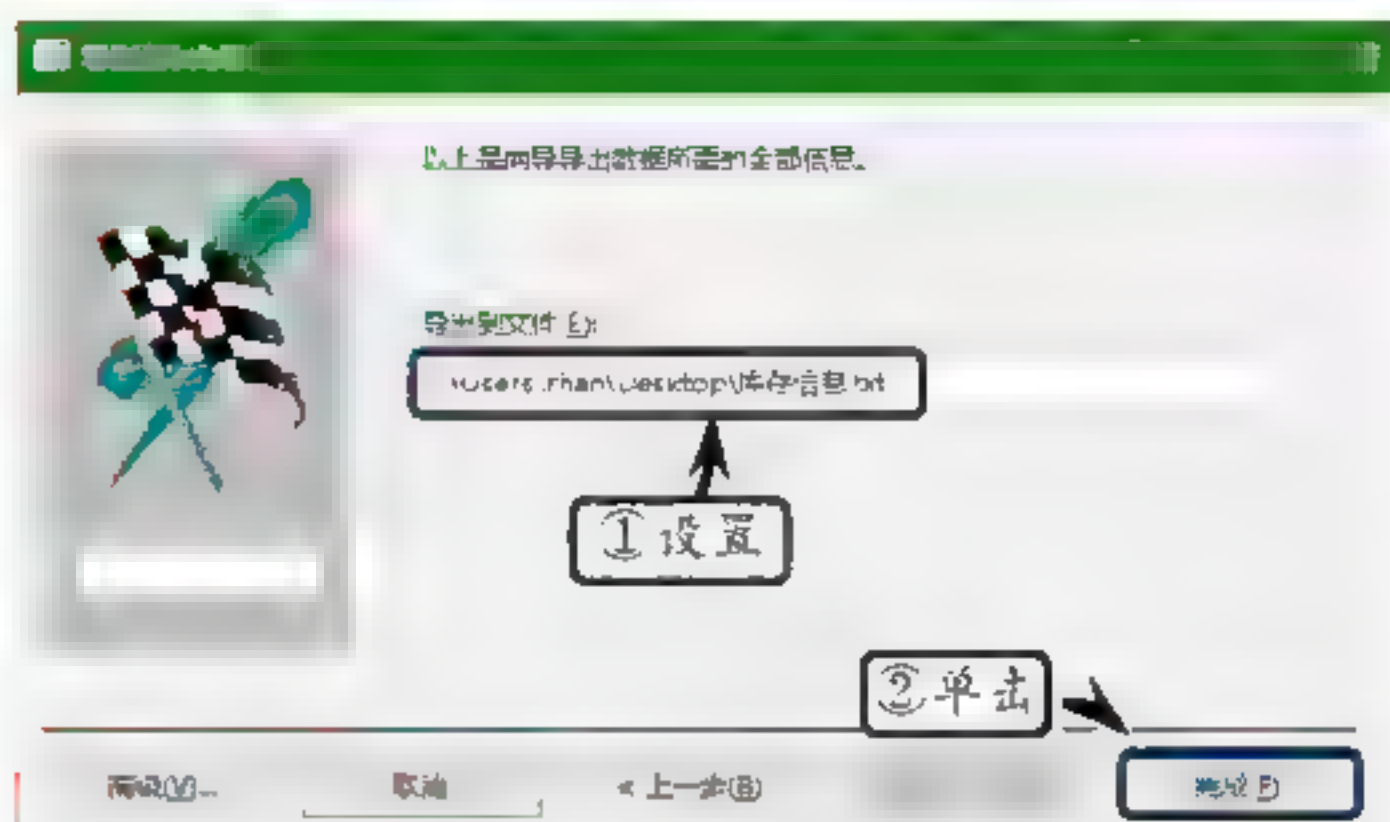 以上是向导导出数据所需的全部信息。
导出到文件(F):
\Desktop\库存信息.txt
①设置
②单击
高级(V)... 取消 < 上一步(B) 完成(F)